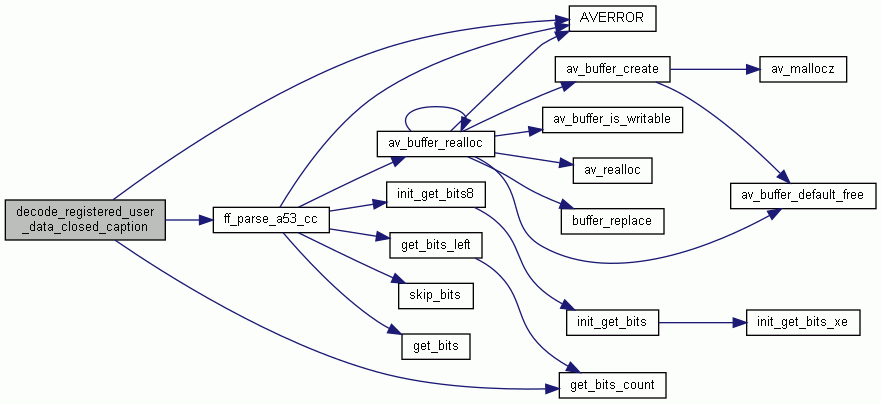 AVERROR
av_buffer_create
av_mallocz
av_buffer_is_writable
av_buffer_realloc
av_realloc
init_get_bits8
av_buffer_default_free
decode_registered_user
_data_closed_caption
ff_parse_a53_cc
buffer_replace
get_bits_left
skip_bits
init_get_bits
init_get_bits_xe
get_bits
get_bits_count